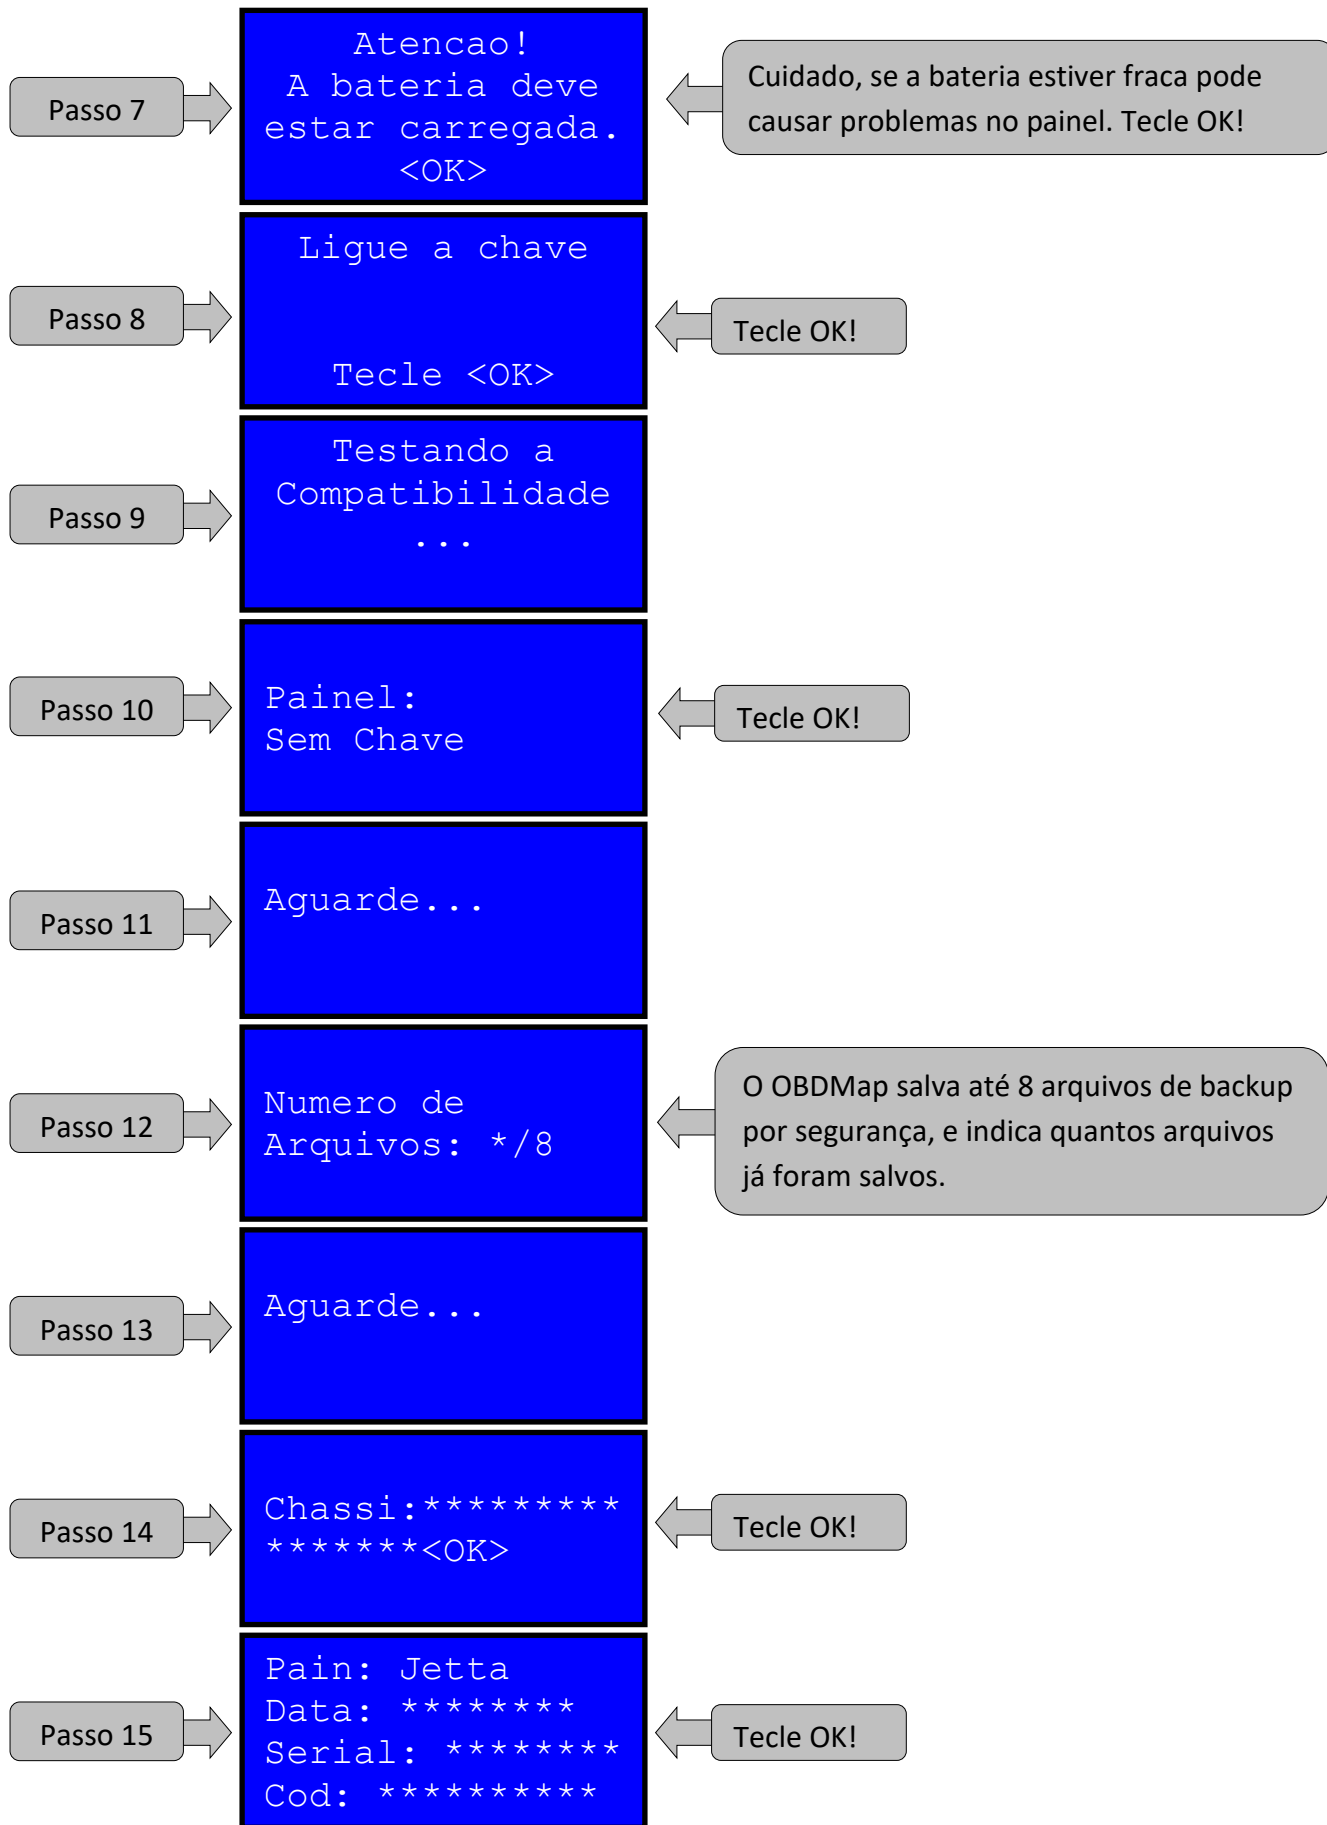 Passo 7
Atencao!
A bateria deve
estar carregada.
<OK>
Cuidado, se a bateria estiver fraca pode
causar problemas no painel. Tecle OK!
Passo 8
Ligue a chave
Tecle <OK>
Tecle OK!
Passo 9
Testando a
Compatibilidade
...
Passo 10
Painel:
Sem Chave
Tecle OK!
Passo 11
Aguarde...
Passo 12
Numero de
Arquivos: */8
O OBDMap salva até 8 arquivos de backup
por segurança, e indica quantos arquivos
já foram salvos.
Passo 13
Aguarde...
Passo 14
Chassi:*********
*******<OK>
Tecle OK!
Passo 15
Pain: Jetta
Data: ********
Serial: ********
Cod: **********
Tecle OK!